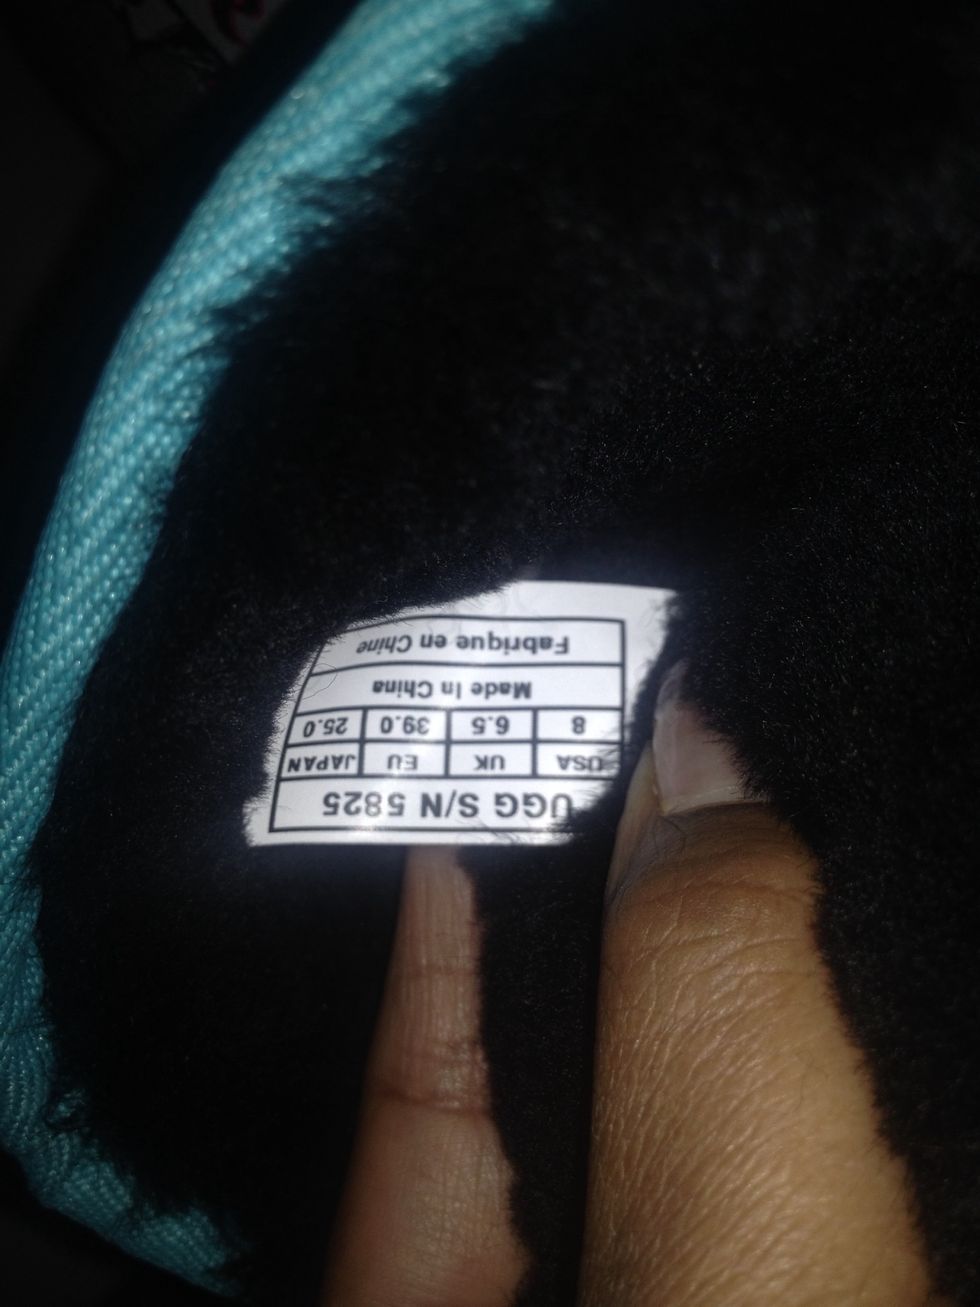 UGG S/N 5825
USA UK EU JAPAN
8 6.5 39.0 25.0
Made In China
Fabrique en Chine